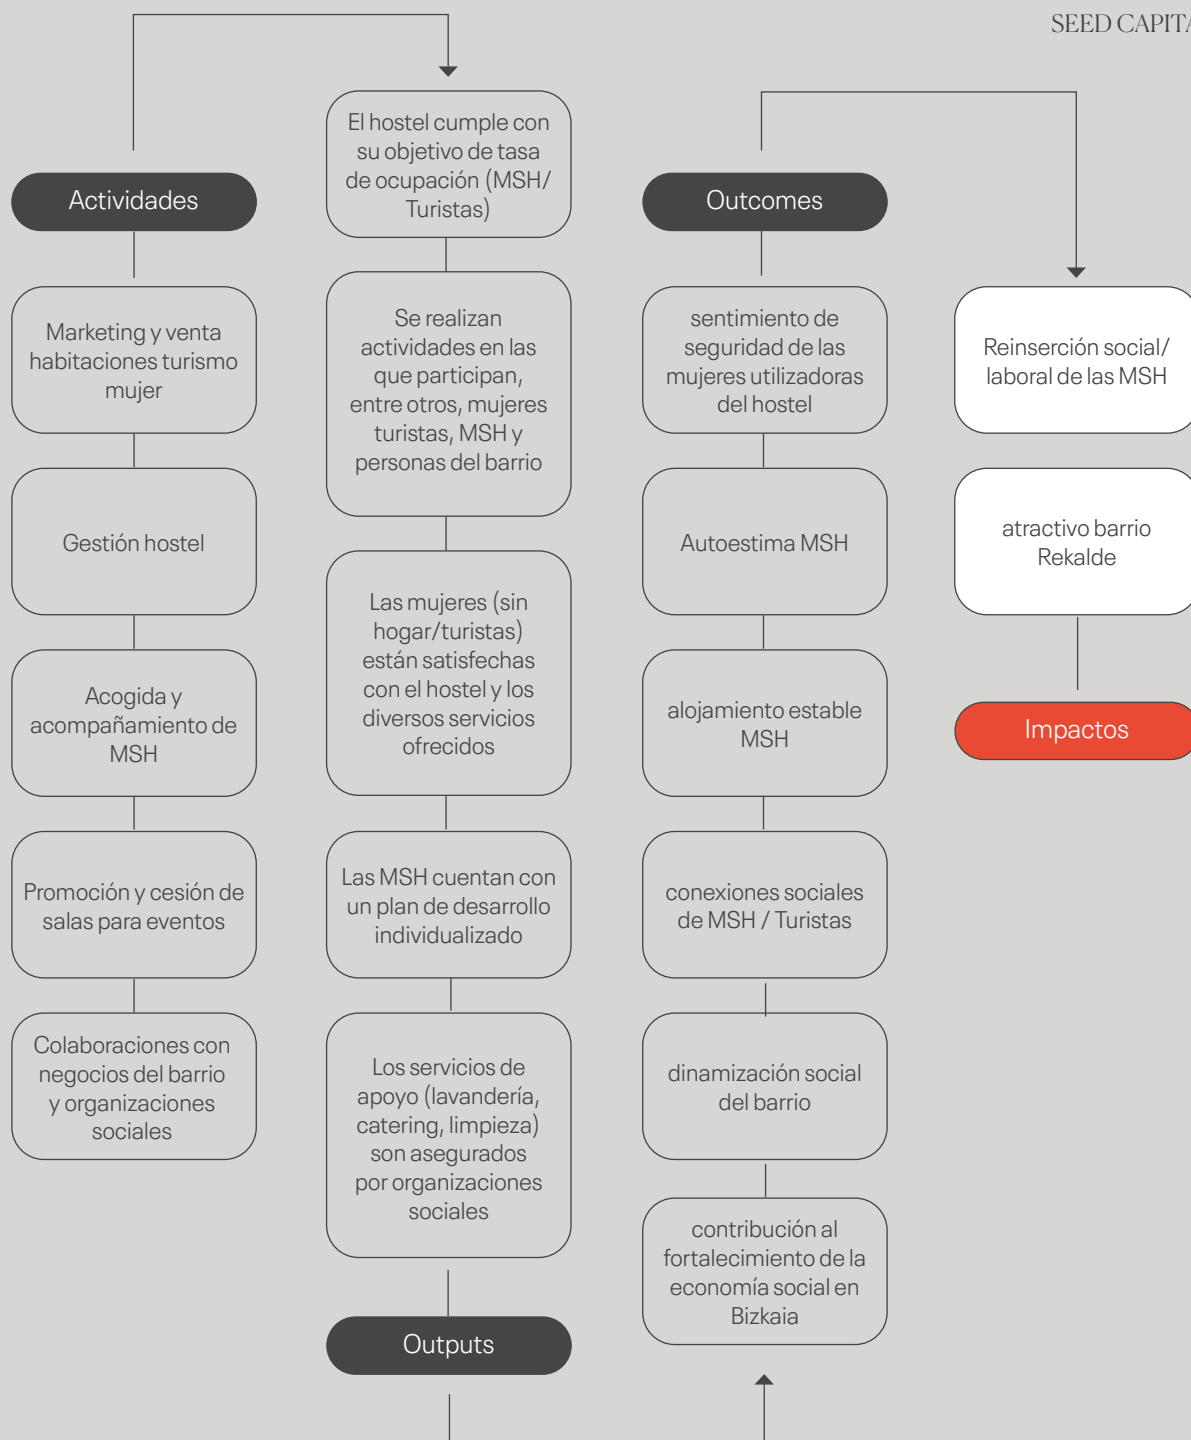 SEED CAPITA
Actividades
Marketing y venta
habitaciones turismo
mujer
Gestión hostel
Acogida y
acompañamiento de
MSH
Promoción y cesión de
salas para eventos
Colaboraciones con
negocios del barrio
y organizaciones
sociales
El hostel cumple con
su objetivo de tasa
de ocupación (MSH/
Turistas)
Se realizan
actividades en las
que participan,
entre otros, mujeres
turistas, MSH y
personas del barrio
Las mujeres (sin
hogar/turistas)
están satisfechas
con el hostel y los
diversos servicios
ofrecidos
Las MSH cuentan con
un plan de desarrollo
individualizado
Los servicios de
apoyo (lavandería,
catering, limpieza)
son asegurados
por organizaciones
sociales
Outputs
Outcomes
sentimiento de
seguridad de las
mujeres utilizadoras
del hostel
Autoestima MSH
alojamiento estable
MSH
conexiones sociales
de MSH / Turistas
dinamización social
del barrio
contribución al
fortalecimiento de la
economía social en
Bizkaia
Reinserción social/
laboral de las MSH
atractivo barrio
Rekalde
Impactos